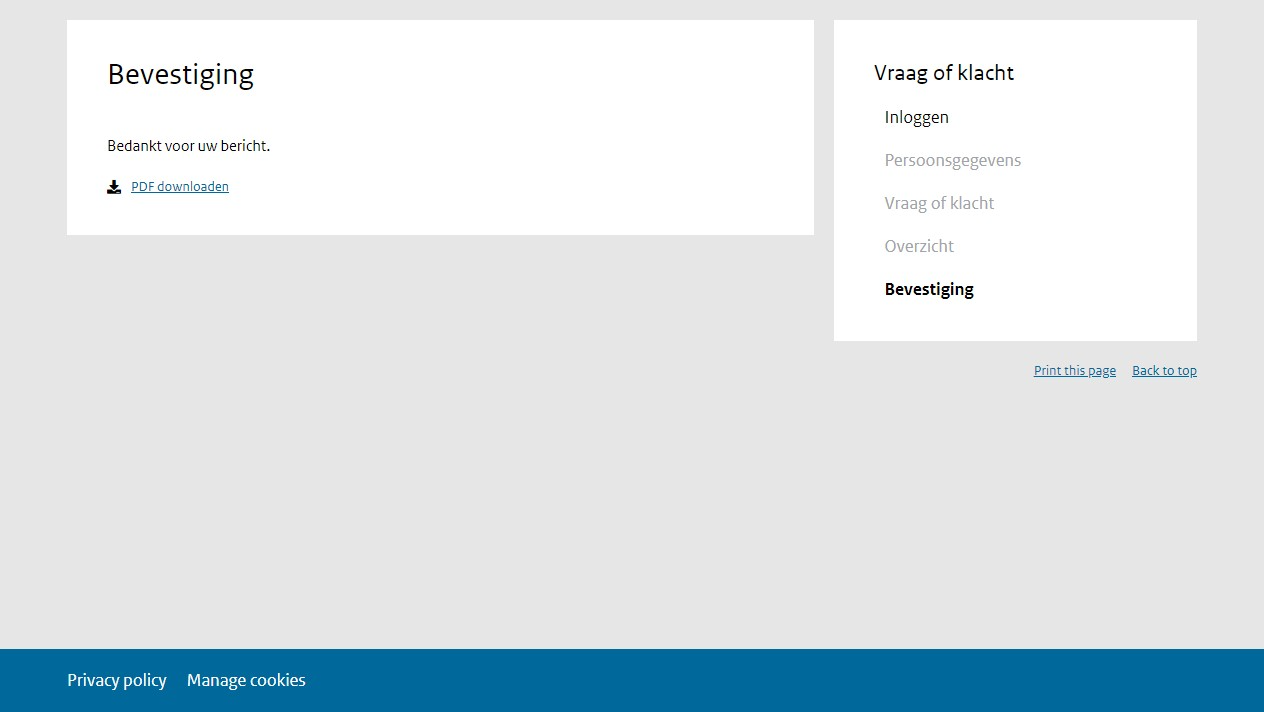 Bevestiging
Bedankt voor uw bericht.
PDF downloaden
Vraag of klacht
Inloggen
Persoonsgegevens
Vraag of klacht
Overzicht
Bevestiging
Print this page Back to top
Privacy policy Manage cookies